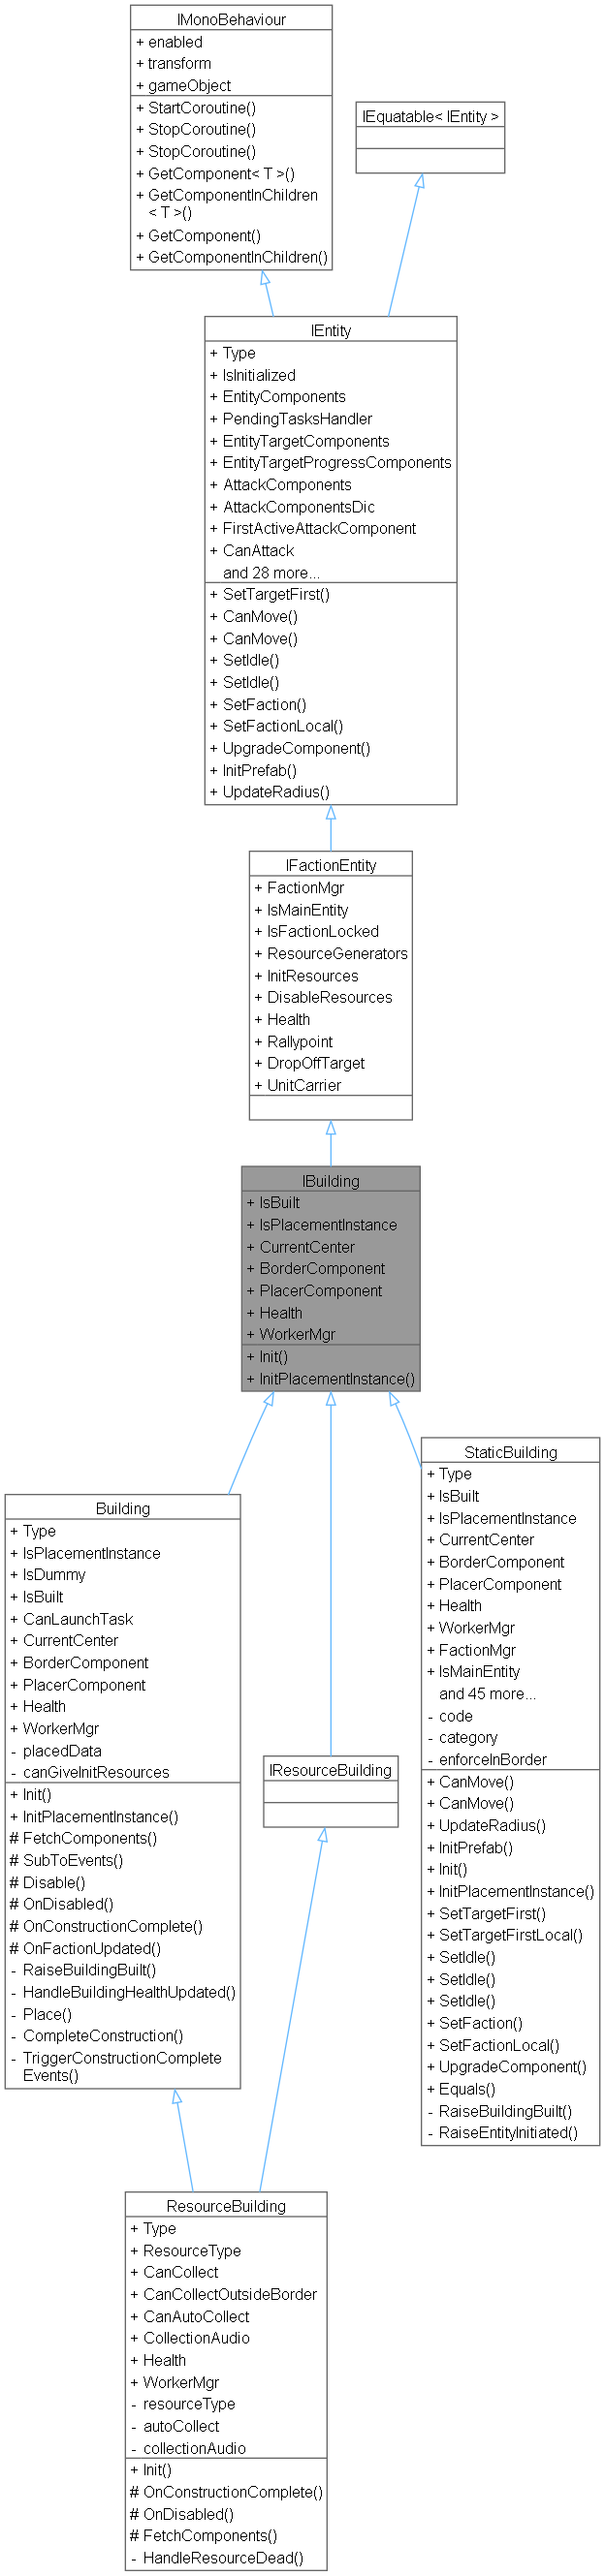 IMonoBehaviour
+ enabled
+ transform
+ gameObject
+ StartCoroutine()
+ StopCoroutine()
+ StopCoroutine()
+ GetComponent< T >()
+ GetComponentInChildren
< T >()
+ GetComponent()
+ GetComponentInChildren()
IEquatable< IEntity >
IEntity
+ Type
+ IsInitialized
+ EntityComponents
+ PendingTasksHandler
+ EntityTargetComponents
+ EntityTargetProgressComponents
+ AttackComponents
+ AttackComponentsDic
+ FirstActiveAttackComponent
+ CanAttack
and 28 more...
+ SetTargetFirst()
+ CanMove()
+ CanMove()
+ SetIdle()
+ SetIdle()
+ SetFaction()
+ SetFactionLocal()
+ UpgradeComponent()
+ InitPrefab()
+ UpdateRadius()
IFactionEntity
+ FactionMgr
+ IsMainEntity
+ IsFactionLocked
+ ResourceGenerators
+ InitResources
+ DisableResources
+ Health
+ Rallypoint
+ DropOffTarget
+ UnitCarrier
IBuilding
+ IsBuilt
+ IsPlacementInstance
+ CurrentCenter
+ BorderComponent
+ PlacerComponent
+ Health
+ WorkerMgr
+ Init()
+ InitPlacementInstance()
Building
+ Type
+ IsPlacementInstance
+ IsDummy
+ IsBuilt
+ CanLaunchTask
+ CurrentCenter
+ BorderComponent
+ PlacerComponent
+ Health
+ WorkerMgr
- placedData
- canGiveInitResources
+ Init()
+ InitPlacementInstance()
# FetchComponents()
# SubToEvents()
# Disable()
# OnDisabled()
# OnConstructionComplete()
# OnFactionUpdated()
- RaiseBuildingBuilt()
- HandleBuildingHealthUpdated()
- Place()
- CompleteConstruction()
- TriggerConstructionComplete
Events()
IResourceBuilding
StaticBuilding
+ Type
+ IsBuilt
+ IsPlacementInstance
+ CurrentCenter
+ BorderComponent
+ PlacerComponent
+ Health
+ WorkerMgr
+ FactionMgr
+ IsMainEntity
and 45 more...
- code
- category
- enforceInBorder
+ CanMove()
+ CanMove()
+ UpdateRadius()
+ InitPrefab()
+ Init()
+ InitPlacementInstance()
+ SetTargetFirst()
+ SetTargetFirstLocal()
+ SetIdle()
+ SetIdle()
+ SetIdle()
+ SetFaction()
+ SetFactionLocal()
+ UpgradeComponent()
+ Equals()
- RaiseBuildingBuilt()
- RaiseEntityInitiated()
ResourceBuilding
+ Type
+ ResourceType
+ CanCollect
+ CanCollectOutsideBorder
+ CanAutoCollect
+ CollectionAudio
+ Health
+ WorkerMgr
- resourceType
- autoCollect
- collectionAudio
+ Init()
# OnConstructionComplete()
# OnDisabled()
# FetchComponents()
- HandleResourceDead()